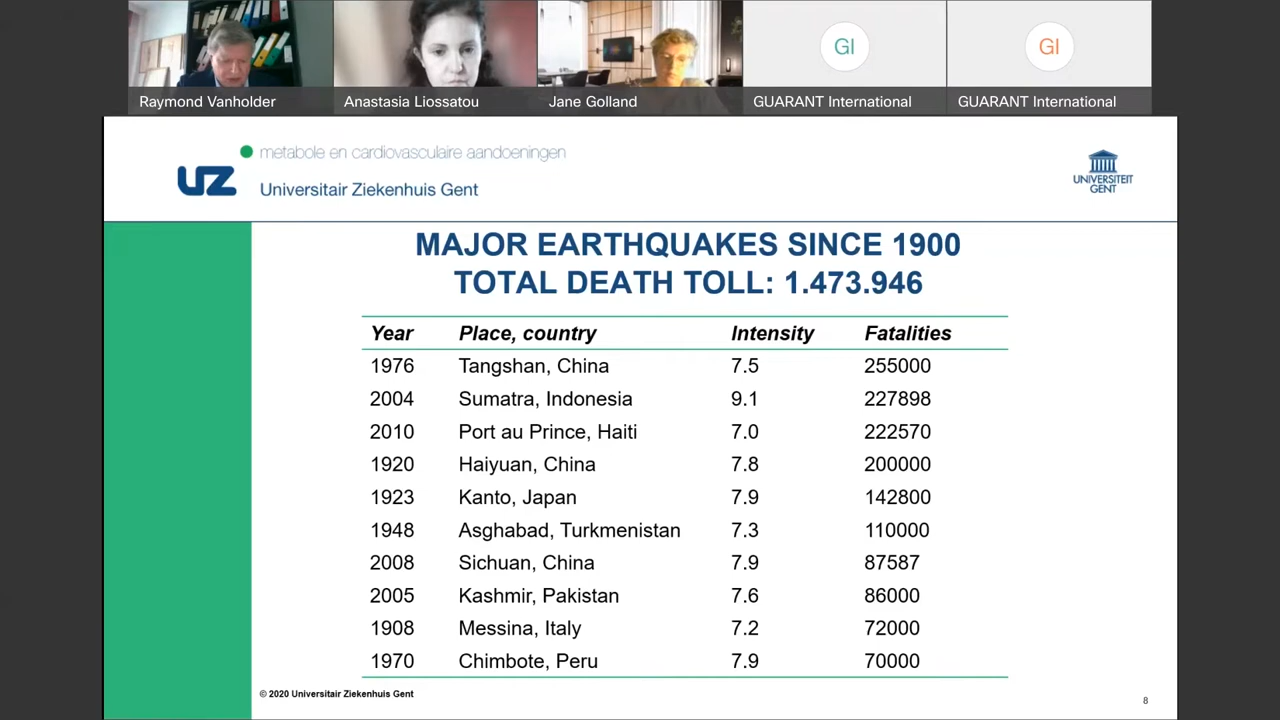 Raymond Vanholder
Anastasia Liossatou
Jane Golland
GI
GUARANT International
GI
GUARANT International
metabole en cardiovasculaire aandoeningen
UZ
Universitair Ziekenhuis Gent
UNIVERSITEIT
GENT
MAJOR EARTHQUAKES SINCE 1900
TOTAL DEATH TOLL: 1.473.946
Year Place, country Intensity Fatalities
1976 Tangshan, China 7.5 255000
2004 Sumatra, Indonesia 9.1 227898
2010 Port au Prince, Haiti 7.0 222570
1920 Haiyuan, China 7.8 200000
1923 Kanto, Japan 7.9 142800
1948 Asghabad, Turkmenistan 7.3 110000
2008 Sichuan, China 7.9 87587
2005 Kashmir, Pakistan 7.6 86000
1908 Messina, Italy 7.2 72000
1970 Chimbote, Peru 7.9 70000
© 2020 Universitair Ziekenhuis Gent
8